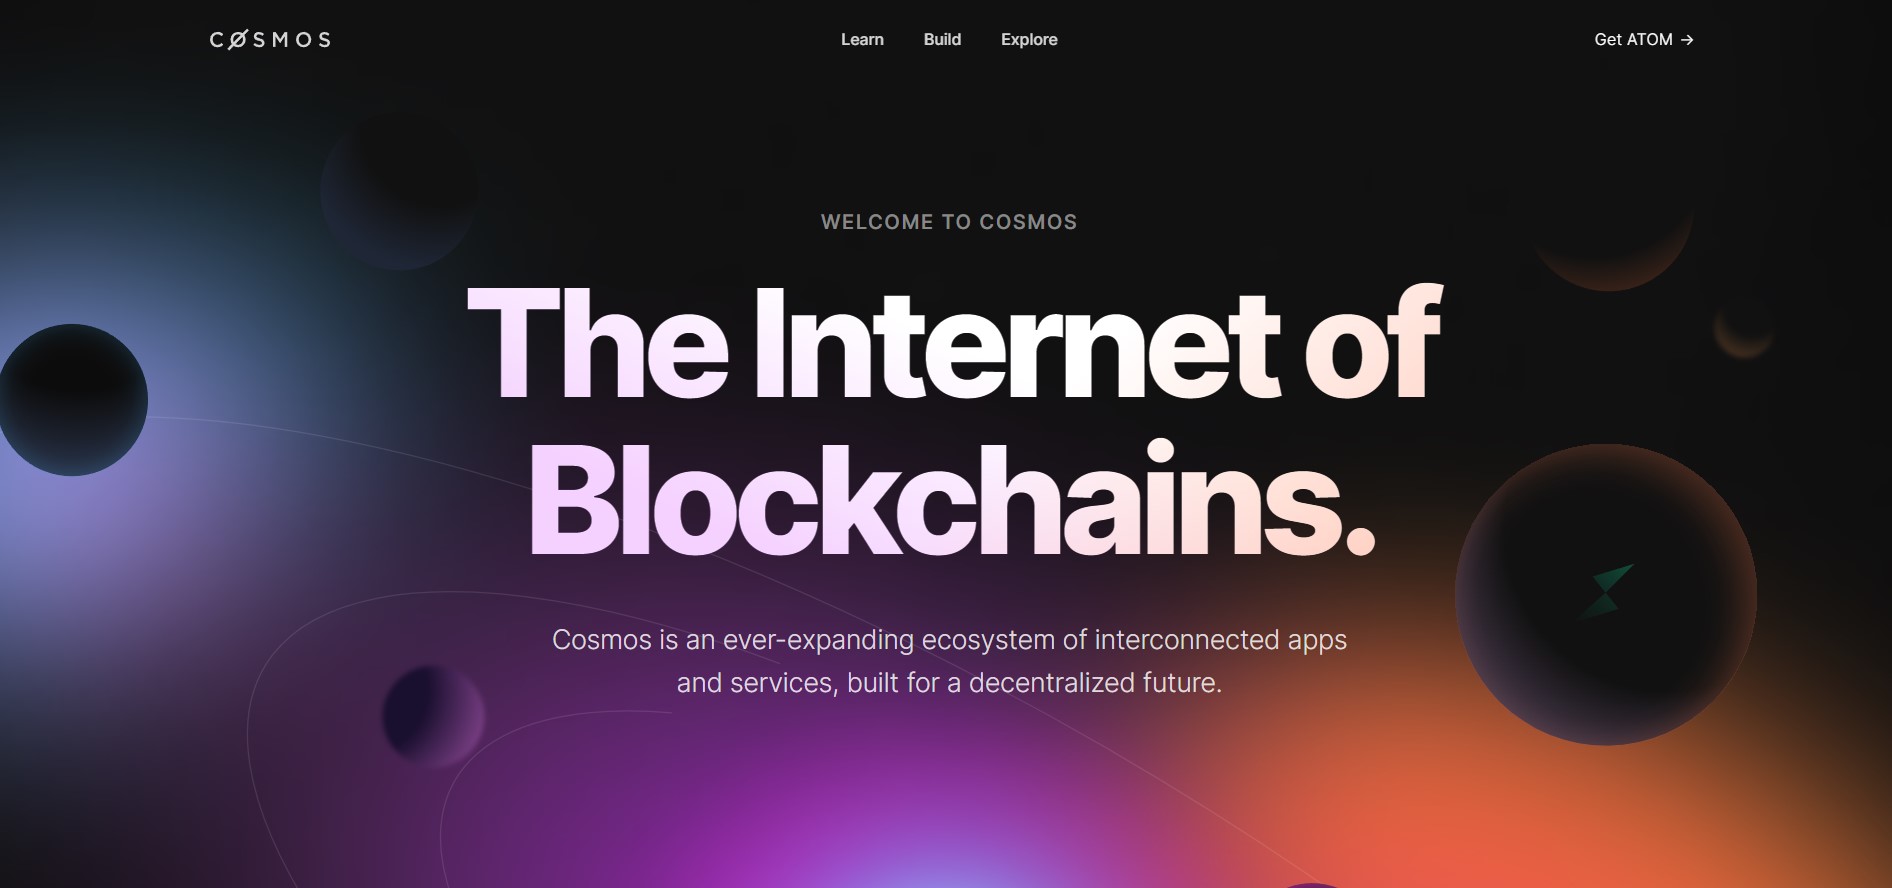 CØSMOS
Learn
Build
Explore
Get ATOM →
WELCOME TO COSMOS
The Internet of
Blockchains.
Cosmos is an ever-expanding ecosystem of interconnected apps
and services, built for a decentralized future.